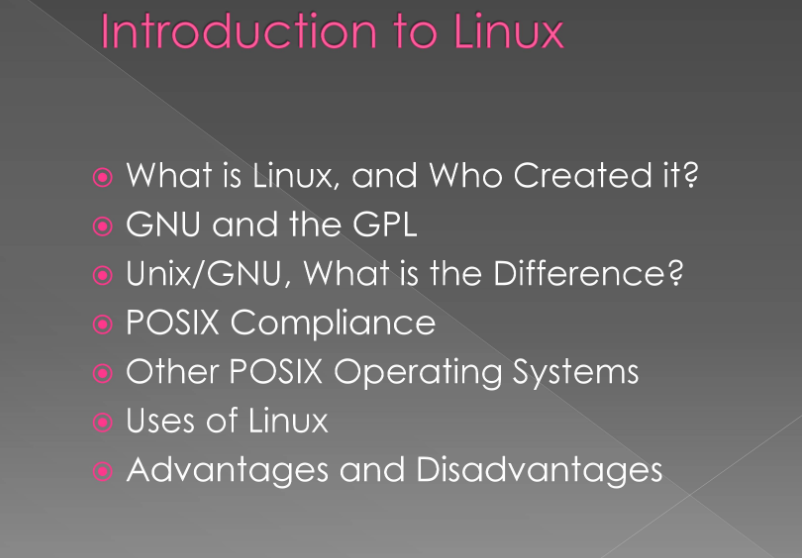 Introduction to Linux
What is Linux, and Who Created it?
GNU and the GPL
Unix/GNU, What is the Difference?
POSIX Compliance
Other POSIX Operating Systems
Uses of Linux
Advantages and Disadvantages